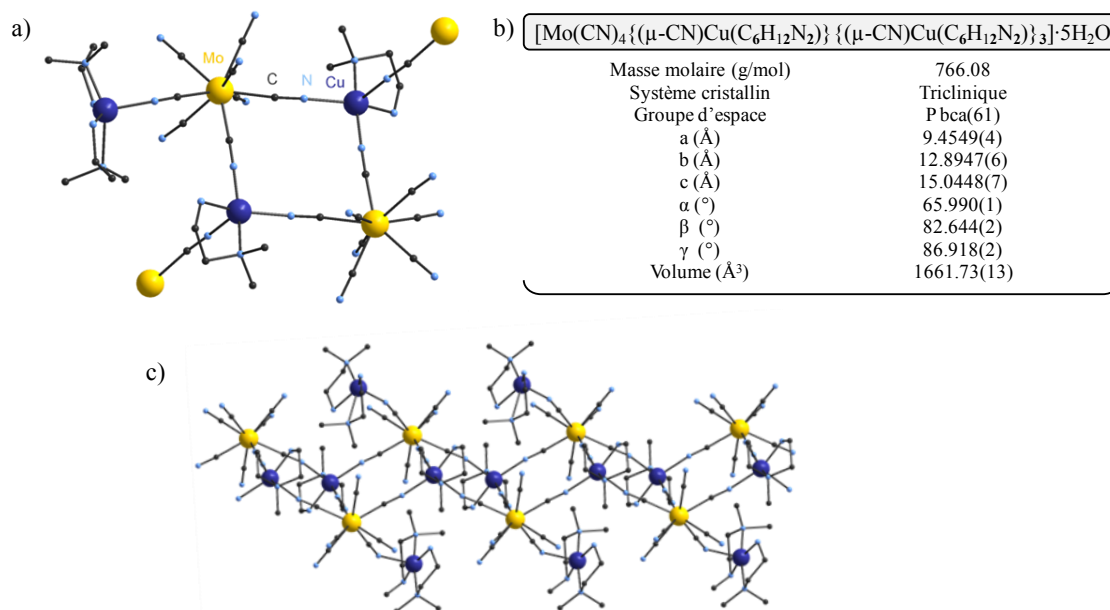 a)
Mo
C
N
Cu
b)
[Mo(CN)₄{(μ-CN)Cu(C₆H₁₂N₂)}{(μ-CN)Cu(C₆H₁₂N₂)}₃]·5H₂O
Masse molaire (g/mol) 766.08
Système cristallin Triclinique
Groupe d’espace P bca(61)
a (Å) 9.4549(4)
b (Å) 12.8947(6)
c (Å) 15.0448(7)
α (°) 65.990(1)
β (°) 82.644(2)
γ (°) 86.918(2)
Volume (Å³) 1661.73(13)
c)